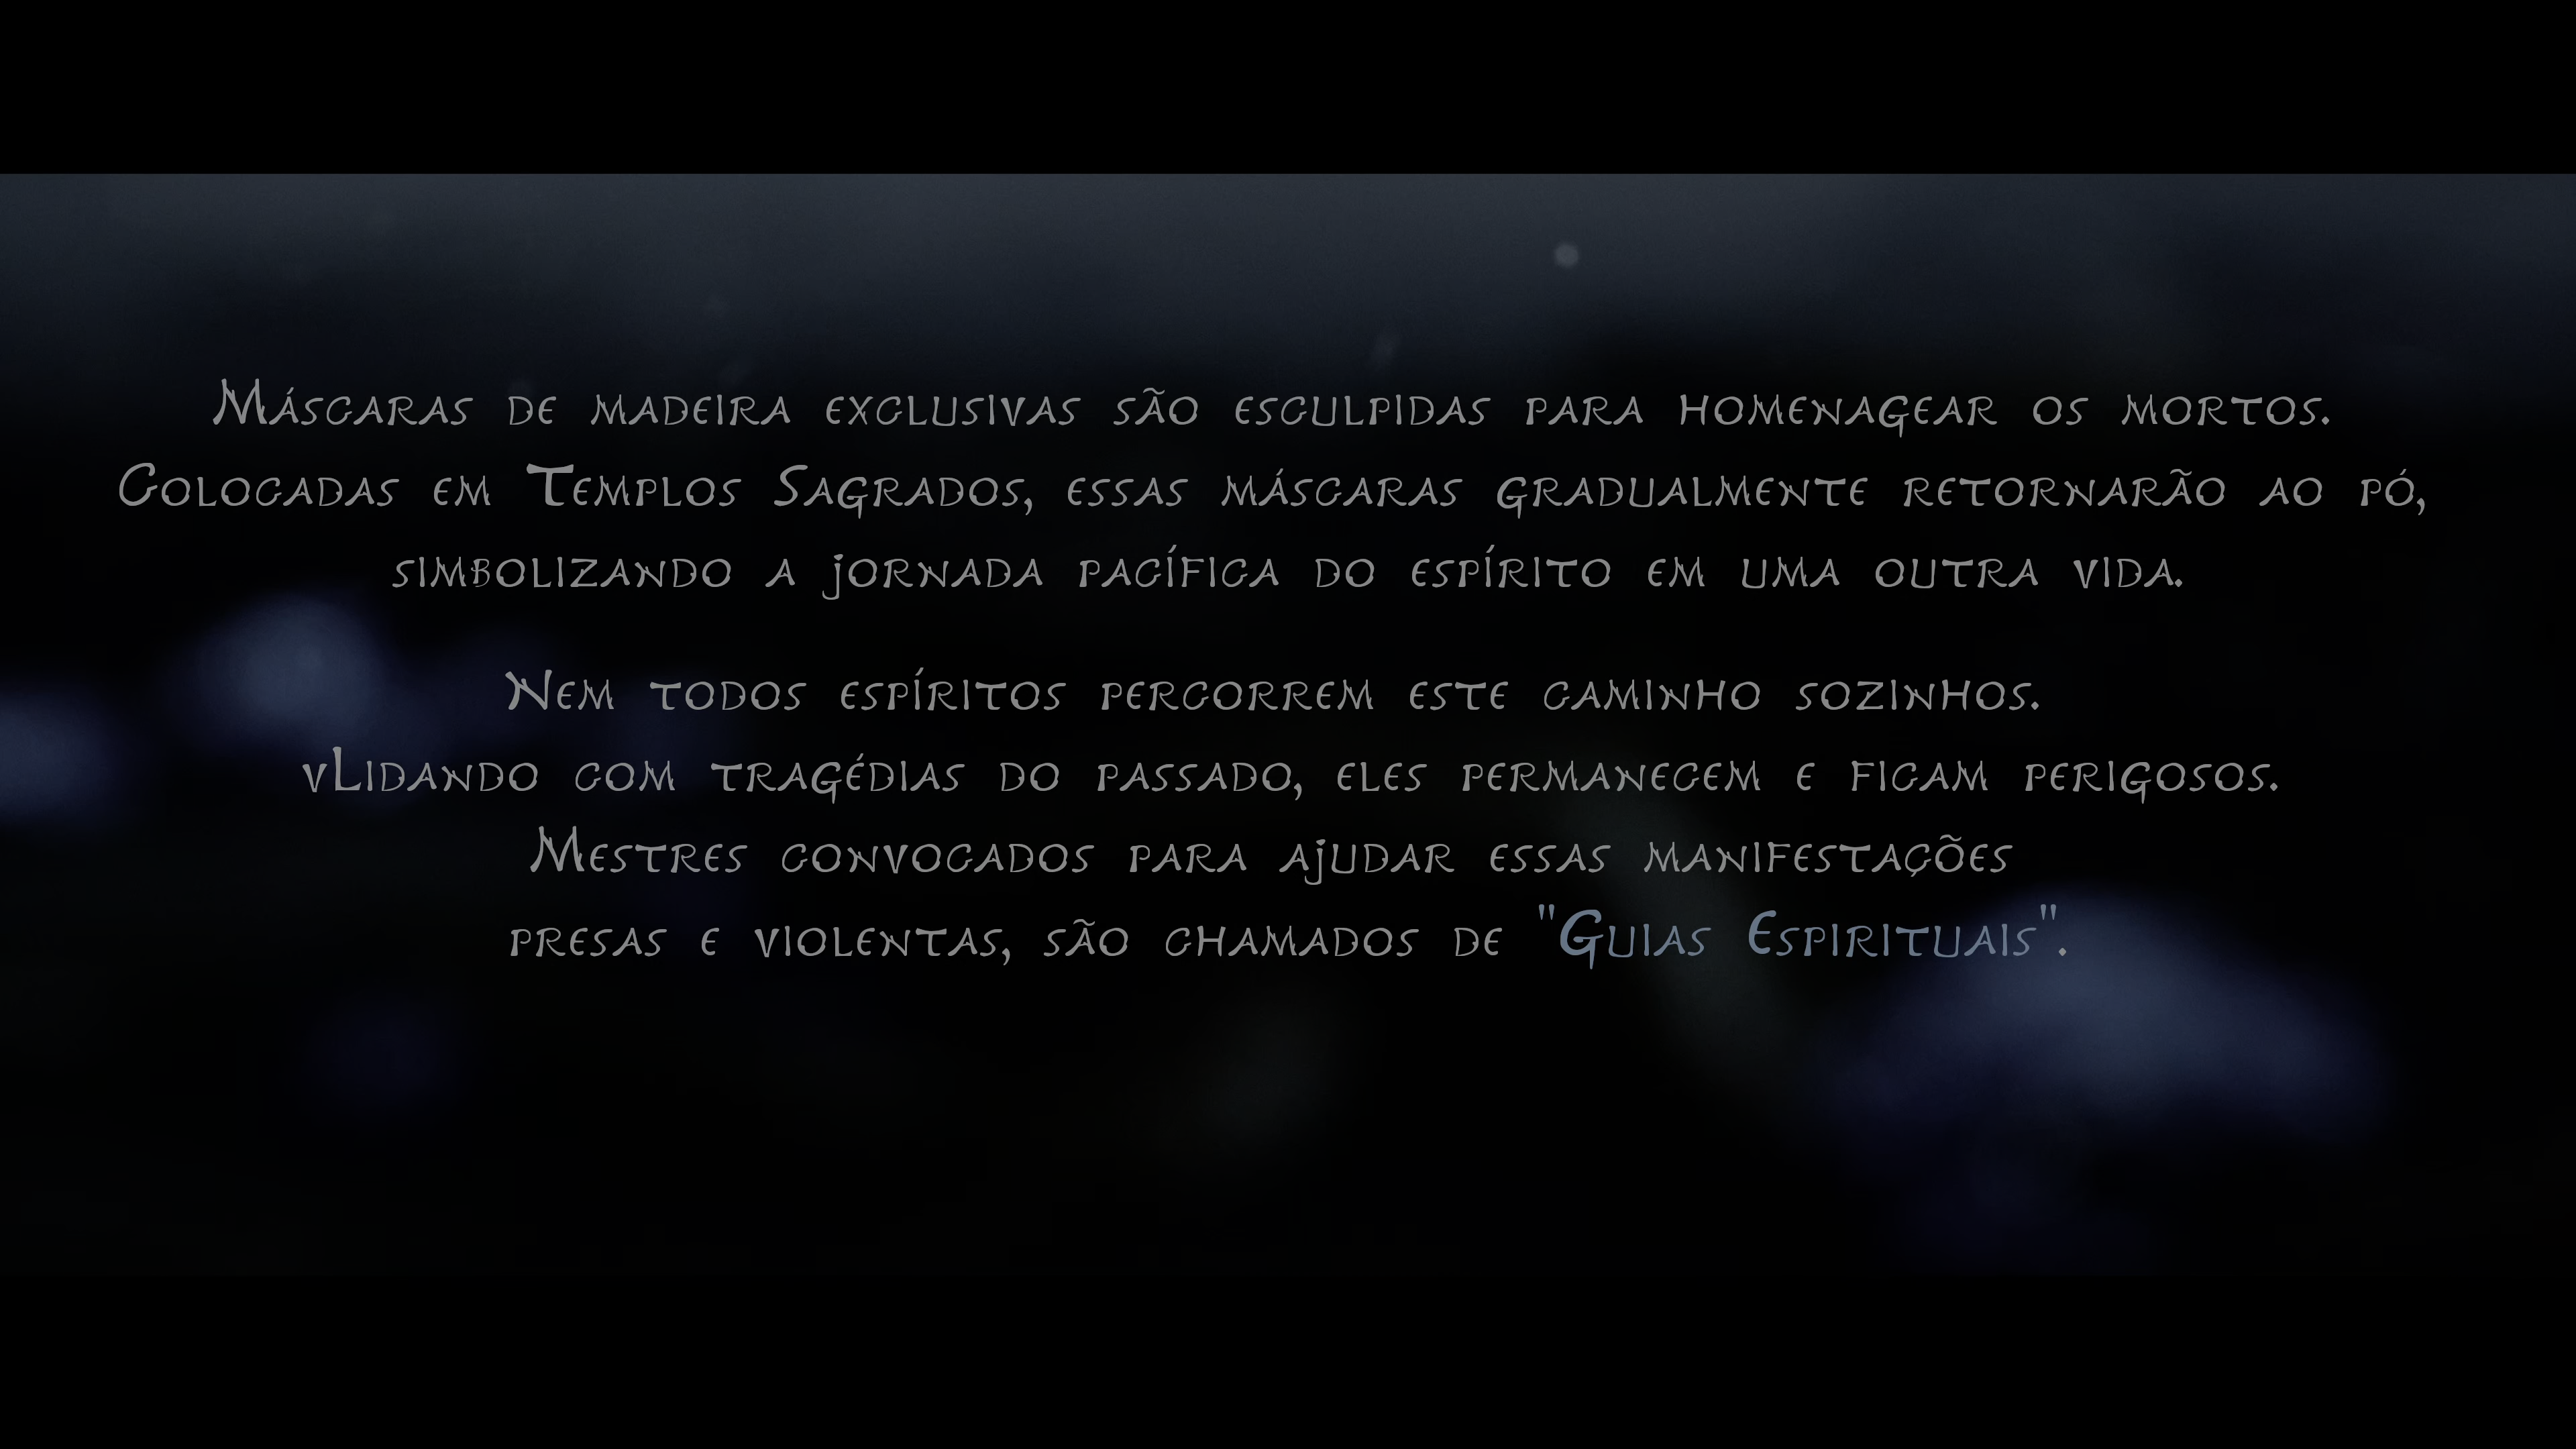 Máscaras de madeira exclusivas são esculpidas para homenagear os mortos.
Colocadas em Templos Sagrados, essas máscaras gradualmente retornarão ao pó,
simbolizando a jornada pacífica do espírito em uma outra vida.
Nem todos espíritos percorrem este caminho sozinhos.
vLidando com tragédias do passado, eles permanecem e ficam perigosos.
Mestres convocados para ajudar essas manifestações
presas e violentas, são chamados de "Guias Espirituais".